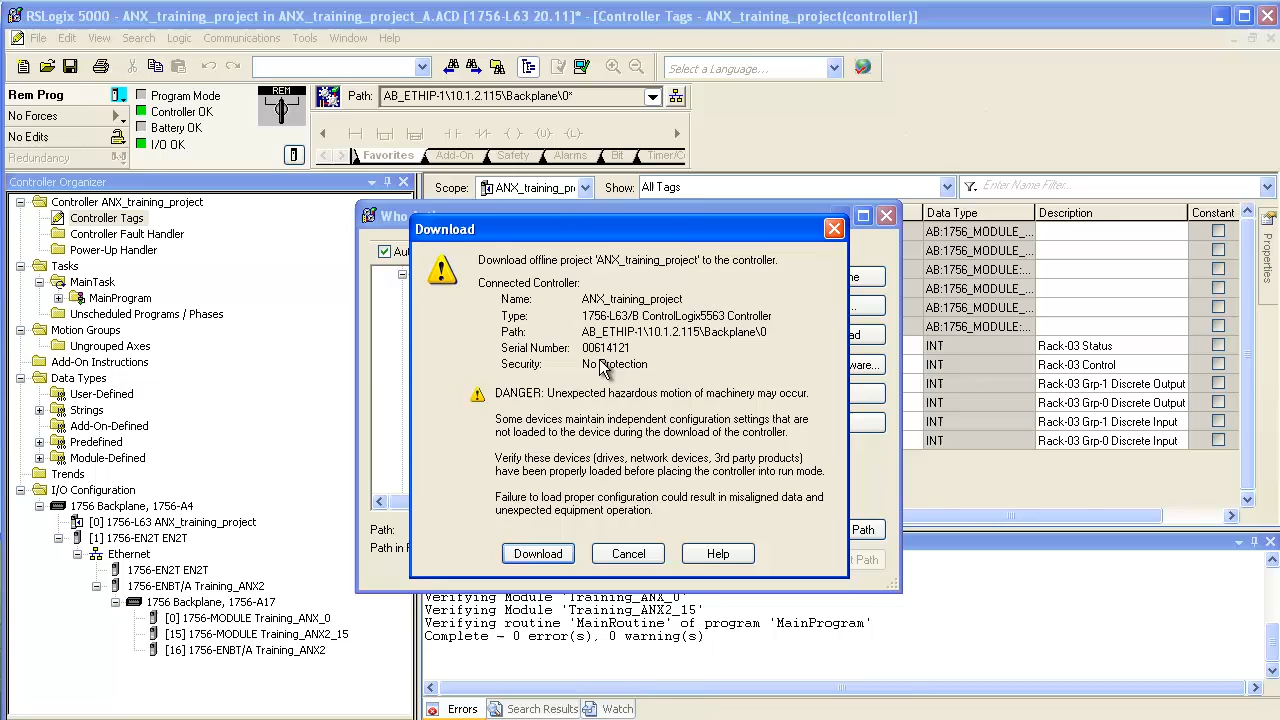 RSLogix 5000 - ANX_training_project in ANX_training_project_A.ACD [1756-L63 20.11]* - [Controller Tags - ANX_training_project(controller)]
File Edit View Search Logic Communications Tools Window Help
Select a Language...
Rem Prog
No Forces
No Edits
Redundancy
Program Mode
Controller OK
Battery OK
I/O OK
REM
Path: AB_ETHIP-1\10.1.2.115\Backplane\0*
Favorites Add-On Safety Alarms Bit Timer/C
Controller Organizer
Controller ANX_training_project
Controller Tags
Controller Fault Handler
Power-Up Handler
Tasks
MainTask
MainProgram
Unscheduled Programs / Phases
Motion Groups
Ungrouped Axes
Add-On Instructions
Data Types
User-Defined
Strings
Add-On-Defined
Predefined
Module-Defined
Trends
I/O Configuration
1756 Backplane, 1756-A4
[0] 1756-L63 ANX_training_project
[1] 1756-EN2T EN2T
Ethernet
1756-EN2T EN2T
1756-ENBT/A Training_ANX2
1756 Backplane, 1756-A17
[0] 1756-MODULE Training_ANX_0
[15] 1756-MODULE Training_ANX2_15
[16] 1756-ENBT/A Training_ANX2
Scope: ANX_training_pr Show: All Tags Enter Name Filter...
Data Type Description Constant
AB:1756_MODULE_...
AB:1756_MODULE_...
AB:1756_MODULE:...
AB:1756_MODULE_...
AB:1756_MODULE_...
AB:1756_MODULE:...
INT Rack-03 Status
INT Rack-03 Control
INT Rack-03 Grp-1 Discrete Output
INT Rack-03 Grp-0 Discrete Output
INT Rack-03 Grp-1 Discrete Input
INT Rack-03 Grp-0 Discrete Input
Properties
Who
Au
ne
..
ad
ware...
Path:
Path in
Path
t Path
Download
Download offline project 'ANX_training_project' to the controller.
Connected Controller:
Name: ANX_training_project
Type: 1756-L63/B ControlLogix5563 Controller
Path: AB_ETHIP-1\10.1.2.115\Backplane\0
Serial Number: 00614121
Security: No Protection
DANGER: Unexpected hazardous motion of machinery may occur.
Some devices maintain independent configuration settings that are
not loaded to the device during the download of the controller.
Verify these devices (drives, network devices, 3rd party products)
have been properly loaded before placing the controller into run mode.
Failure to load proper configuration could result in misaligned data and
unexpected equipment operation.
Download Cancel Help
Verifying Module 'Training_ANX_0'
Verifying Module 'Training_ANX2_15'
Verifying routine 'MainRoutine' of program 'MainProgram'
Complete - 0 error(s), 0 warning(s)
Errors Search Results Watch